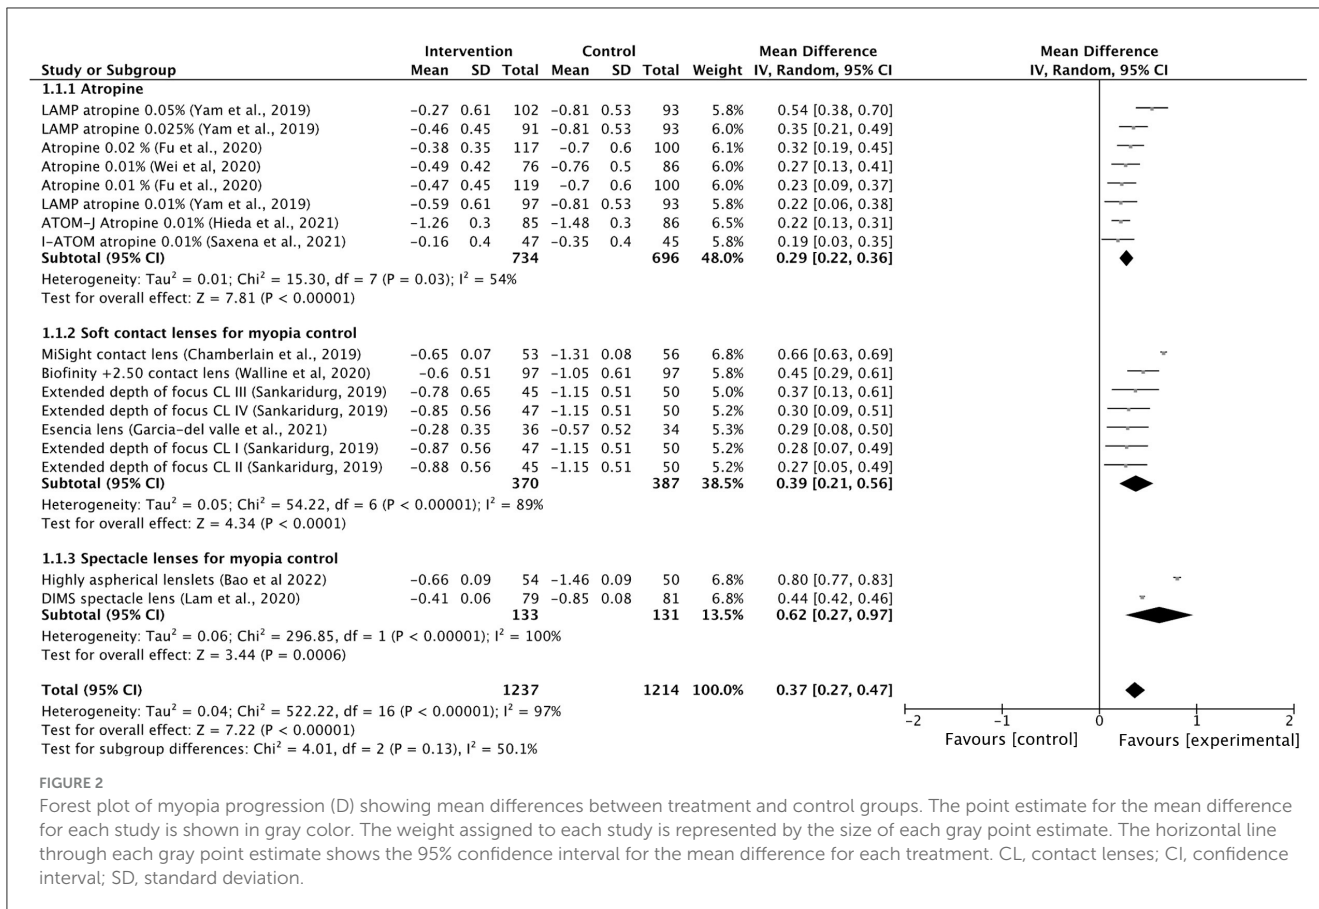 Intervention Control Mean Difference Mean Difference
Study or Subgroup Mean SD Total Mean SD Total Weight IV, Random, 95% CI IV, Random, 95% CI
1.1.1 Atropine
LAMP atropine 0.05% (Yam et al., 2019) −0.27 0.61 102 −0.81 0.53 93 5.8% 0.54 [0.38, 0.70]
LAMP atropine 0.025% (Yam et al., 2019) −0.46 0.45 91 −0.81 0.53 93 6.0% 0.35 [0.21, 0.49]
Atropine 0.02 % (Fu et al., 2020) −0.38 0.35 117 −0.7 0.6 100 6.1% 0.32 [0.19, 0.45]
Atropine 0.01% (Wei et al, 2020) −0.49 0.42 76 −0.76 0.5 86 6.0% 0.27 [0.13, 0.41]
Atropine 0.01 % (Fu et al., 2020) −0.47 0.45 119 −0.7 0.6 100 6.0% 0.23 [0.09, 0.37]
LAMP atropine 0.01% (Yam et al., 2019) −0.59 0.61 97 −0.81 0.53 93 5.8% 0.22 [0.06, 0.38]
ATOM−J Atropine 0.01% (Hieda et al., 2021) −1.26 0.3 85 −1.48 0.3 86 6.5% 0.22 [0.13, 0.31]
I−ATOM atropine 0.01% (Saxena et al., 2021) −0.16 0.4 47 −0.35 0.4 45 5.8% 0.19 [0.03, 0.35]
Subtotal (95% CI) 734 696 48.0% 0.29 [0.22, 0.36]
Heterogeneity: Tau² = 0.01; Chi² = 15.30, df = 7 (P = 0.03); I² = 54%
Test for overall effect: Z = 7.81 (P < 0.00001)
1.1.2 Soft contact lenses for myopia control
MiSight contact lens (Chamberlain et al., 2019) −0.65 0.07 53 −1.31 0.08 56 6.8% 0.66 [0.63, 0.69]
Biofinity +2.50 contact lens (Walline et al, 2020) −0.6 0.51 97 −1.05 0.61 97 5.8% 0.45 [0.29, 0.61]
Extended depth of focus CL III (Sankaridurg, 2019) −0.78 0.65 45 −1.15 0.51 50 5.0% 0.37 [0.13, 0.61]
Extended depth of focus CL IV (Sankaridurg, 2019) −0.85 0.56 47 −1.15 0.51 50 5.2% 0.30 [0.09, 0.51]
Esencia lens (Garcia-del valle et al., 2021) −0.28 0.35 36 −0.57 0.52 34 5.3% 0.29 [0.08, 0.50]
Extended depth of focus CL I (Sankaridurg, 2019) −0.87 0.56 47 −1.15 0.51 50 5.2% 0.28 [0.07, 0.49]
Extended depth of focus CL II (Sankaridurg, 2019) −0.88 0.56 45 −1.15 0.51 50 5.2% 0.27 [0.05, 0.49]
Subtotal (95% CI) 370 387 38.5% 0.39 [0.21, 0.56]
Heterogeneity: Tau² = 0.05; Chi² = 54.22, df = 6 (P < 0.00001); I² = 89%
Test for overall effect: Z = 4.34 (P < 0.0001)
1.1.3 Spectacle lenses for myopia control
Highly aspherical lenslets (Bao et al 2022) −0.66 0.09 54 −1.46 0.09 50 6.8% 0.80 [0.77, 0.83]
DIMS spectacle lens (Lam et al., 2020) −0.41 0.06 79 −0.85 0.08 81 6.8% 0.44 [0.42, 0.46]
Subtotal (95% CI) 133 131 13.5% 0.62 [0.27, 0.97]
Heterogeneity: Tau² = 0.06; Chi² = 296.85, df = 1 (P < 0.00001); I² = 100%
Test for overall effect: Z = 3.44 (P = 0.0006)
Total (95% CI) 1237 1214 100.0% 0.37 [0.27, 0.47]
Heterogeneity: Tau² = 0.04; Chi² = 522.22, df = 16 (P < 0.00001); I² = 97%
Test for overall effect: Z = 7.22 (P < 0.00001)
Test for subgroup differences: Chi² = 4.01, df = 2 (P = 0.13), I² = 50.1%
−2 −1 0 1 2
Favours [control] Favours [experimental]
FIGURE 2
Forest plot of myopia progression (D) showing mean differences between treatment and control groups. The point estimate for the mean difference
for each study is shown in gray color. The weight assigned to each study is represented by the size of each gray point estimate. The horizontal line
through each gray point estimate shows the 95% confidence interval for the mean difference for each treatment. CL, contact lenses; CI, confidence
interval; SD, standard deviation.